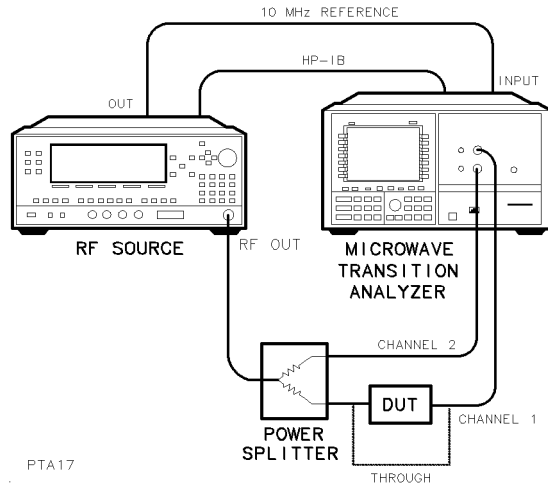 10 MHz REFERENCE
HP-IB
OUT
INPUT
RF SOURCE
RF OUT
MICROWAVE
TRANSITION
ANALYZER
CHANNEL 2
DUT
CHANNEL 1
POWER
SPLITTER
PTA17
THROUGH